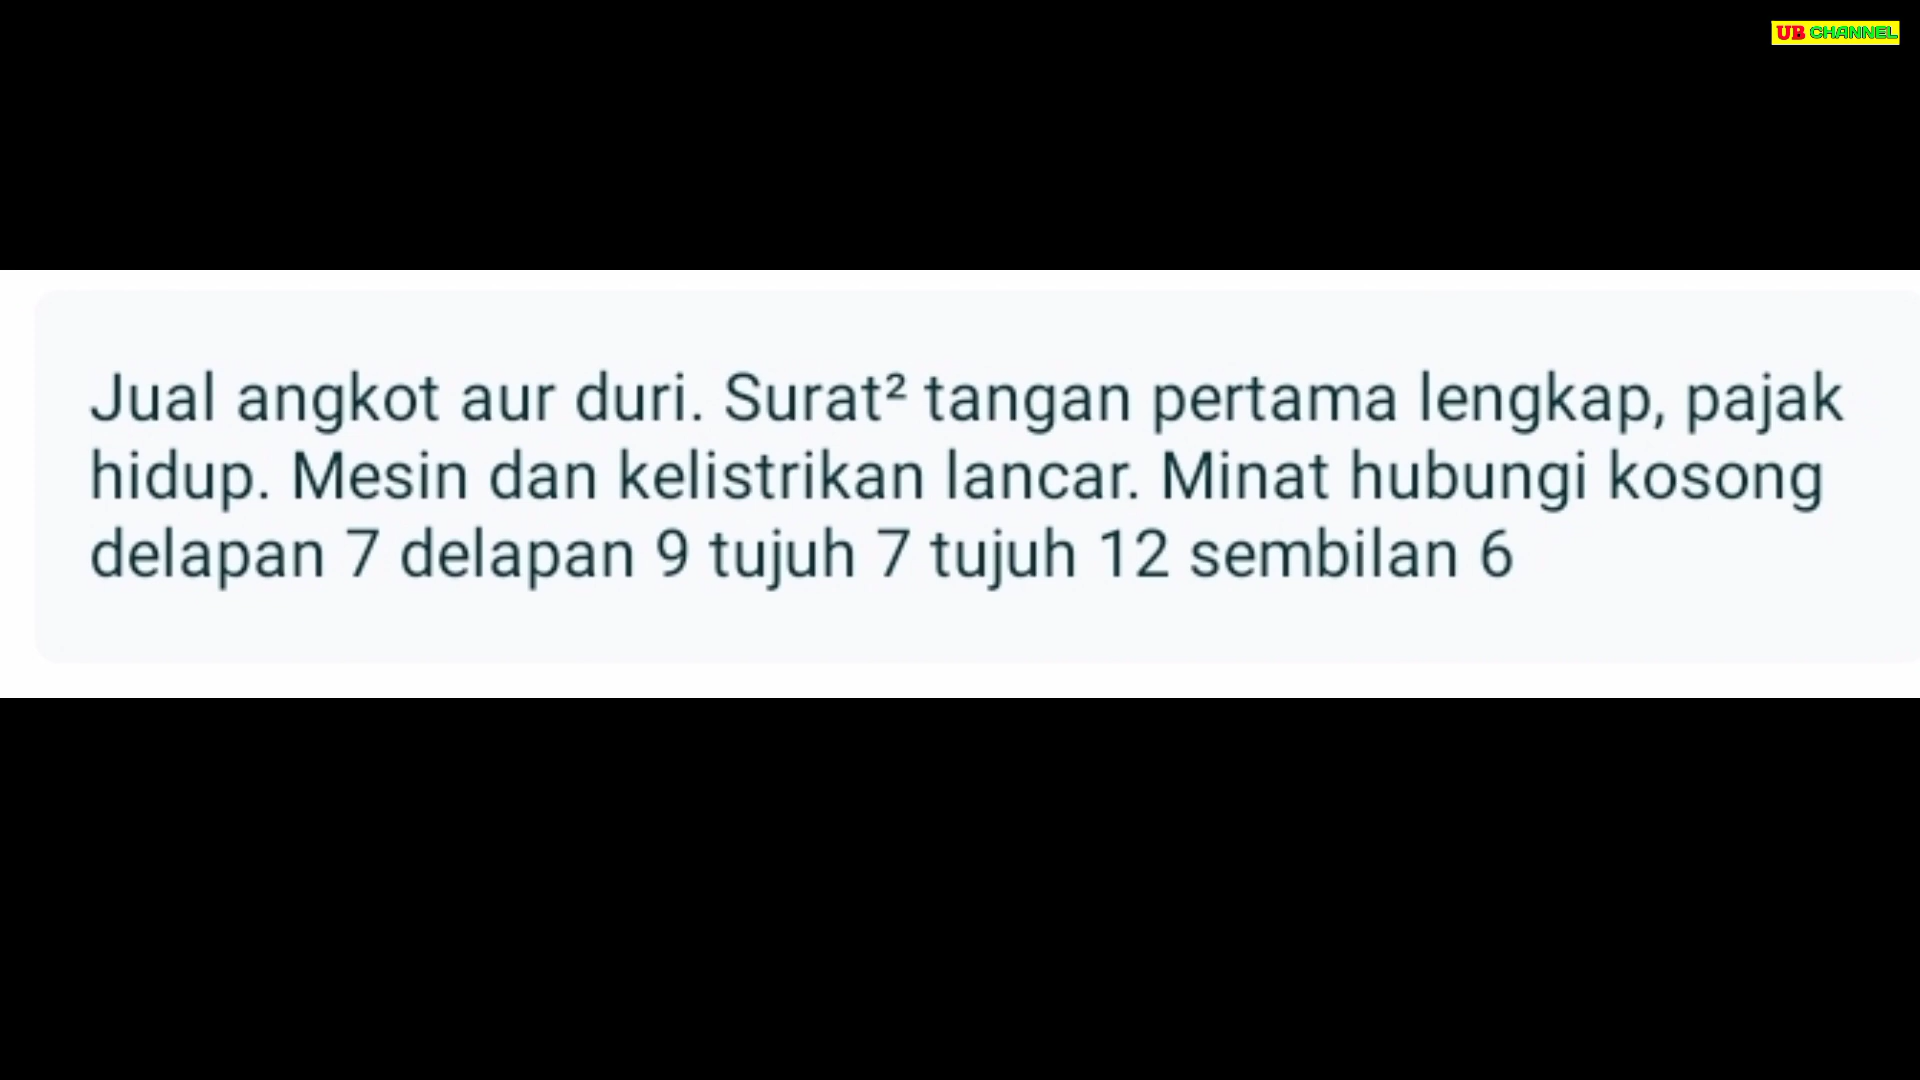 UB CHANNEL
Jual angkot aur duri. Surat² tangan pertama lengkap, pajak
hidup. Mesin dan kelistrikan lancar. Minat hubungi kosong
delapan 7 delapan 9 tujuh 7 tujuh 12 sembilan 6